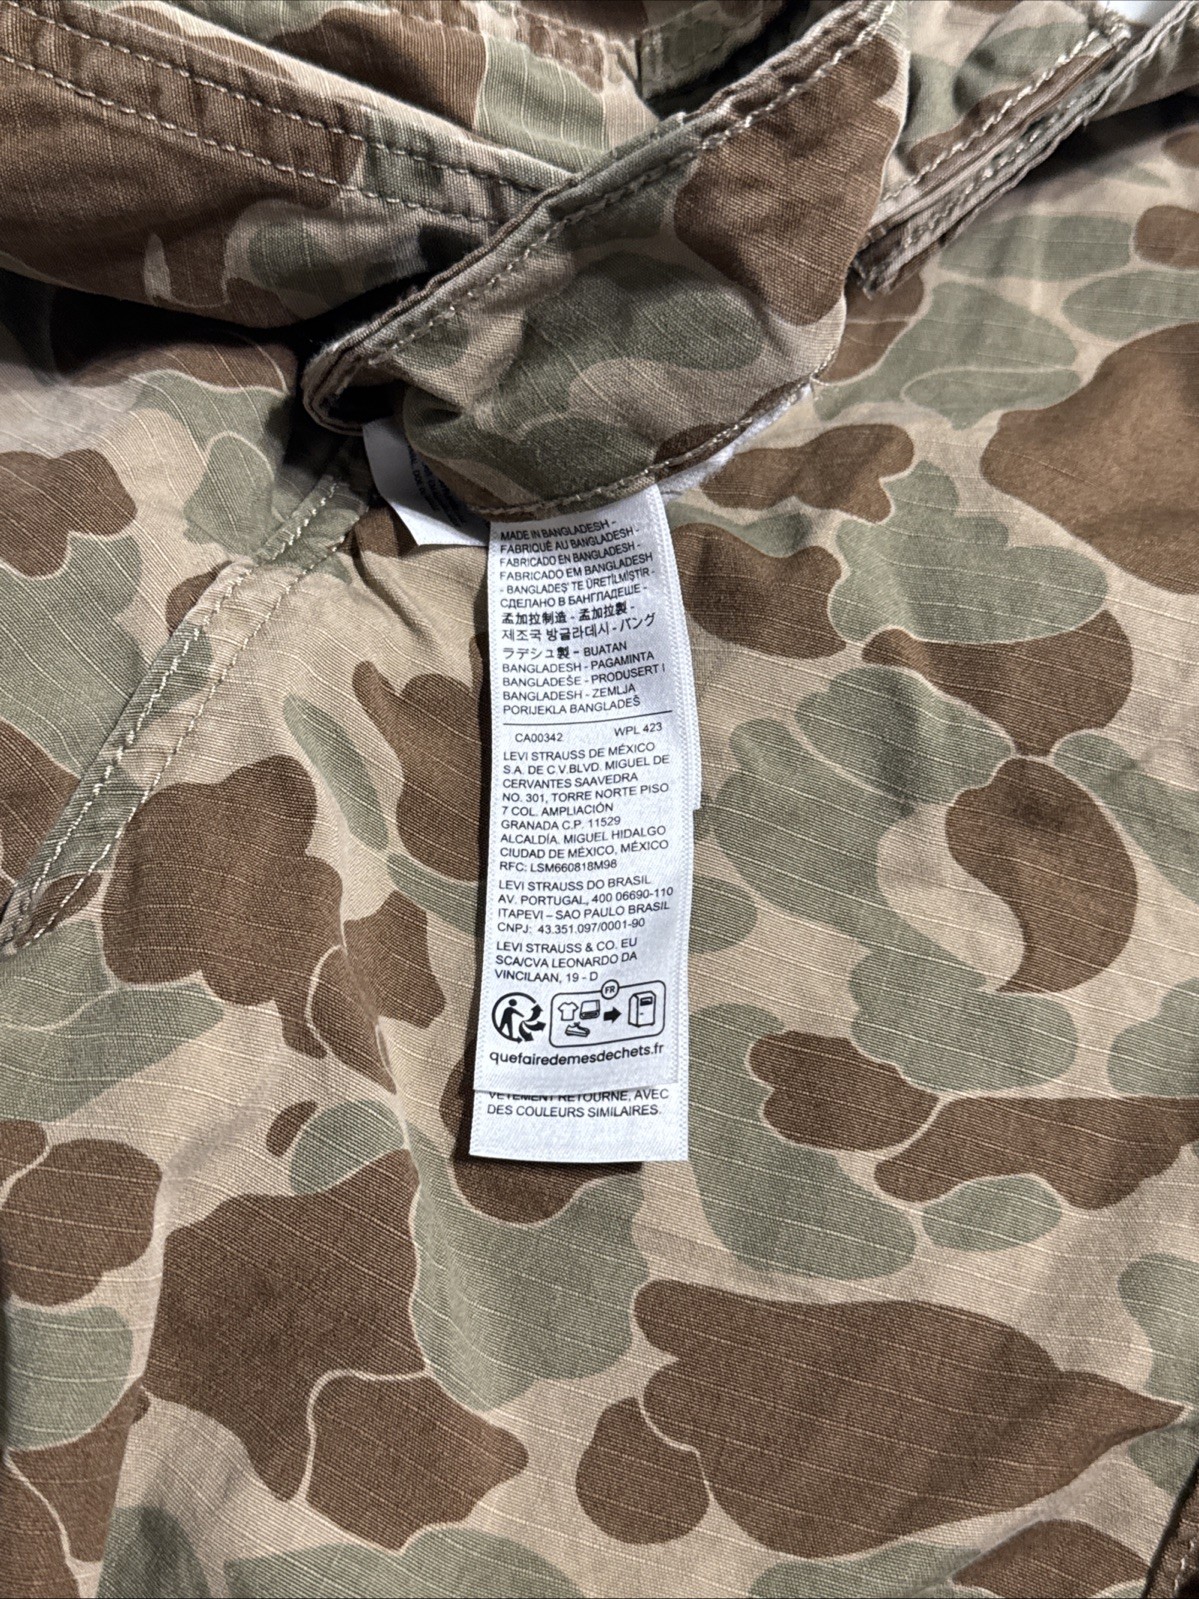 MADE IN BANGLADESH -
FABRIQUÉ AU BANGLADESH -
FABRICADO EN BANGLADESH -
FABRICADO EM BANGLADESH
- BANGLADEŞ' TE ÜRETİLMİŞTİR -
СДЕЛАНО В БАНГЛАДЕШЕ -
孟加拉制造 - 孟加拉製 -
제조국 방글라데시 - バング
ラデシュ製 - BUATAN
BANGLADESH - PAGAMINTA
BANGLADEŠE - PRODUSERT I
BANGLADESH - ZEMLJA
PORIJEKLA BANGLADEŠ
CA00342 WPL 423
LEVI STRAUSS DE MÉXICO
S.A. DE C.V.BLVD. MIGUEL DE
CERVANTES SAAVEDRA
NO. 301, TORRE NORTE PISO
7 COL. AMPLIACIÓN
GRANADA C.P. 11529
ALCALDÍA. MIGUEL HIDALGO
CIUDAD DE MÉXICO, MÉXICO
RFC: LSM660818M98
LEVI STRAUSS DO BRASIL
AV. PORTUGAL, 400 06690-110
ITAPEVI – SAO PAULO BRASIL
CNPJ: 43.351.097/0001-90
LEVI STRAUSS & CO. EU
SCA/CVA LEONARDO DA
VINCILAAN, 19 - D
FR
quefairedemesdechets.fr
VÊTEMENT RETOURNÉ, AVEC
DES COULEURS SIMILAIRES.